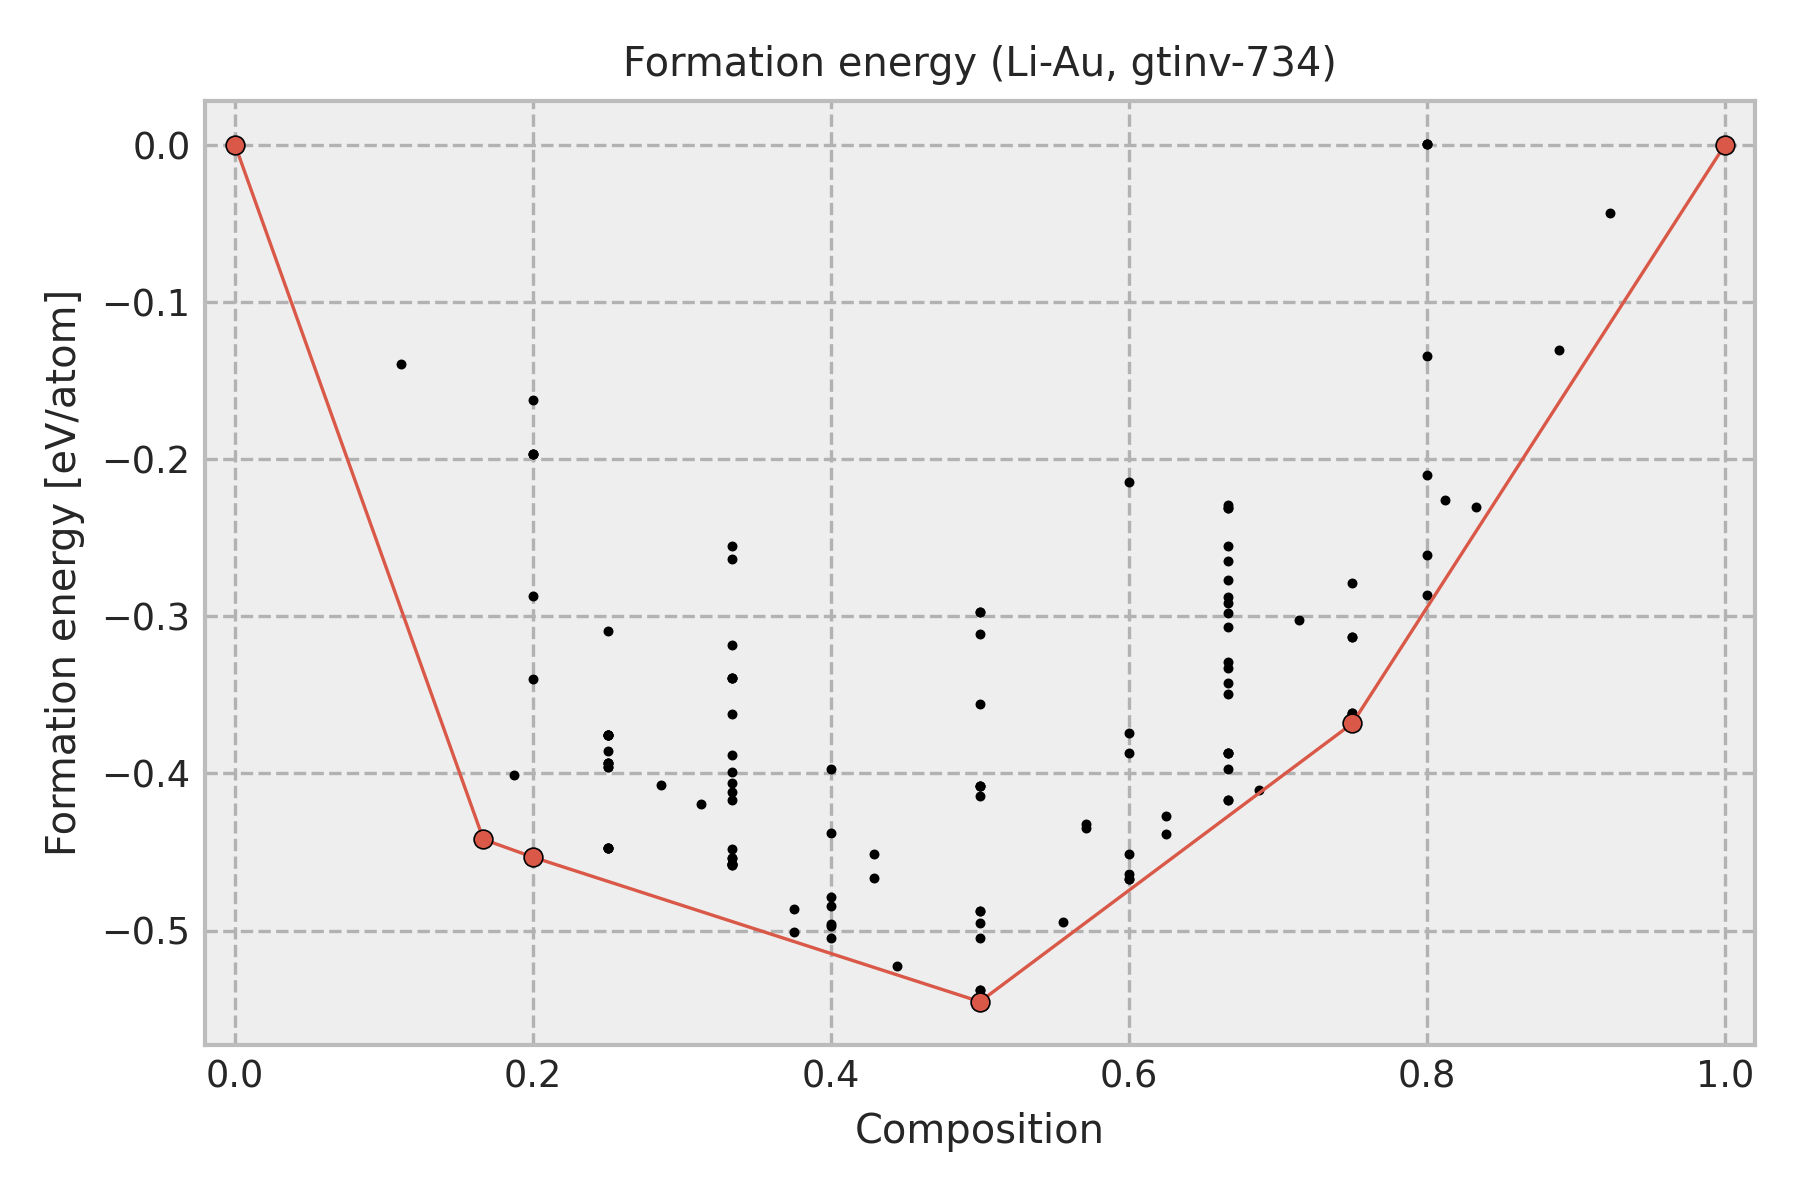 Formation energy (Li-Au, gtinv-734)
Formation energy [eV/atom]
0.0
−0.1
−0.2
−0.3
−0.4
−0.5
0.0 0.2 0.4 0.6 0.8 1.0
Composition